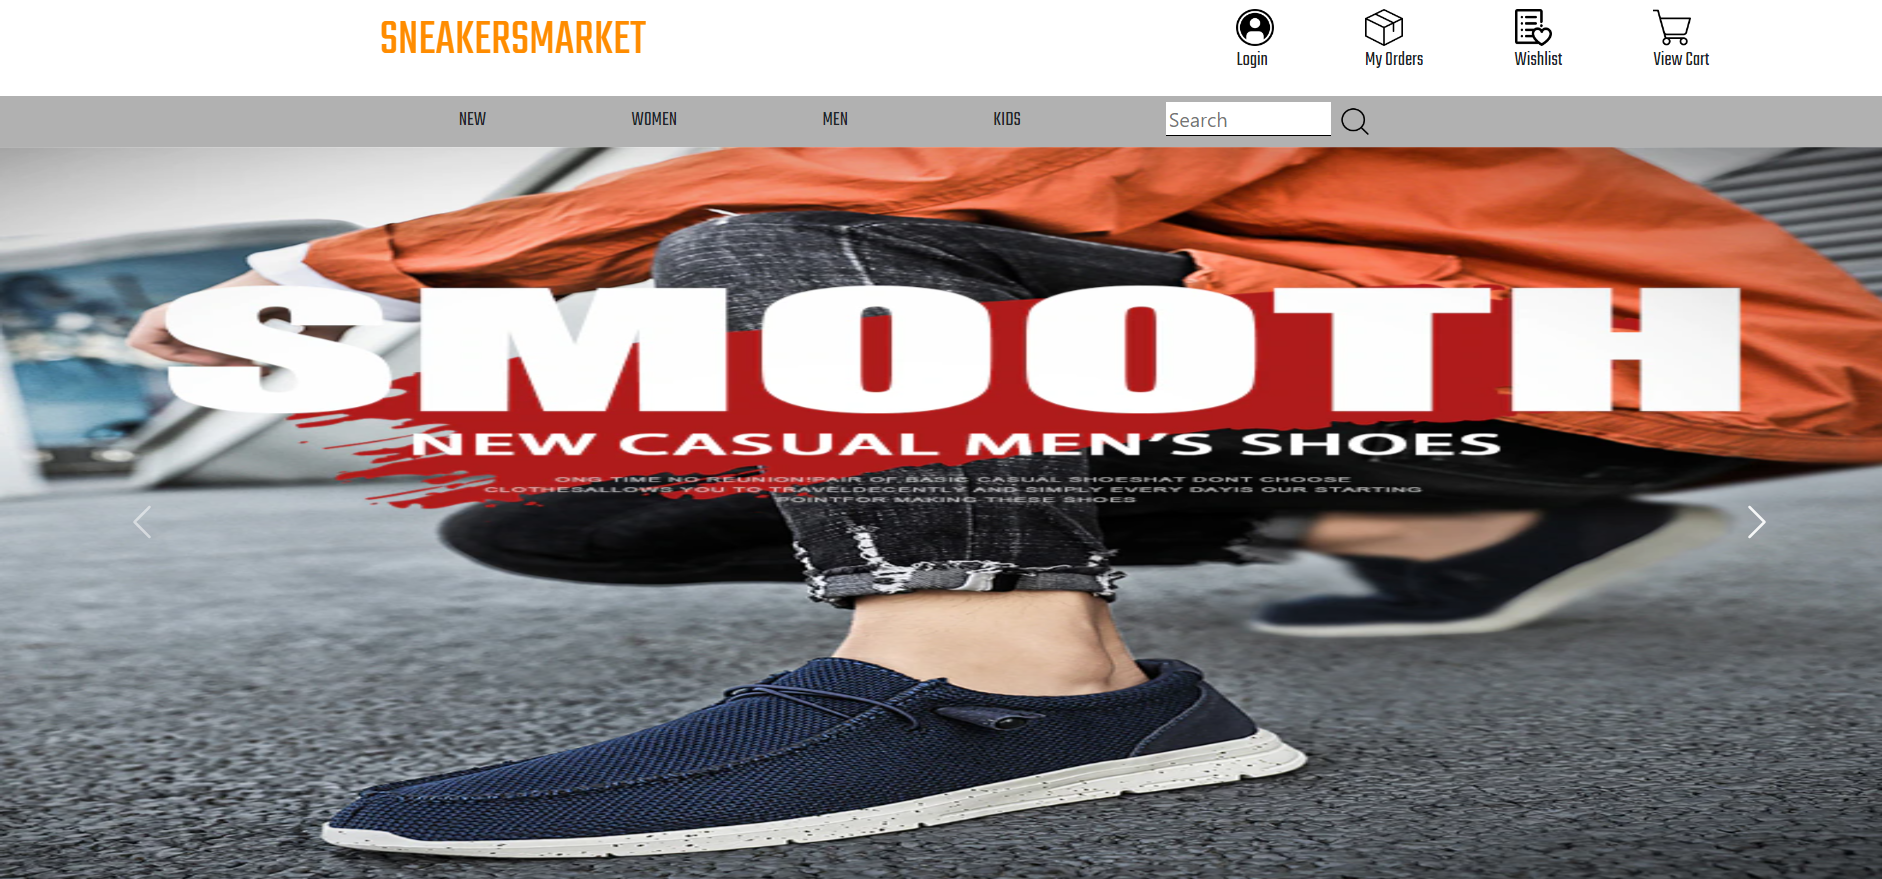 SNEAKERSMARKET
Login
My Orders
Wishlist
View Cart
NEW
WOMEN
MEN
KIDS
Search
SMOOTH
NEW CASUAL MEN'S SHOES
ONG TIME NO REUNION!PAIR OF BASIC CASUAL SHOESHAT DONT CHOOSE
CLOTHESALLOWS YOU TO TRAVELDECENTLY AND SIMPLY EVERY DAYIS OUR STARTING
POINTFOR MAKING THESE SHOES